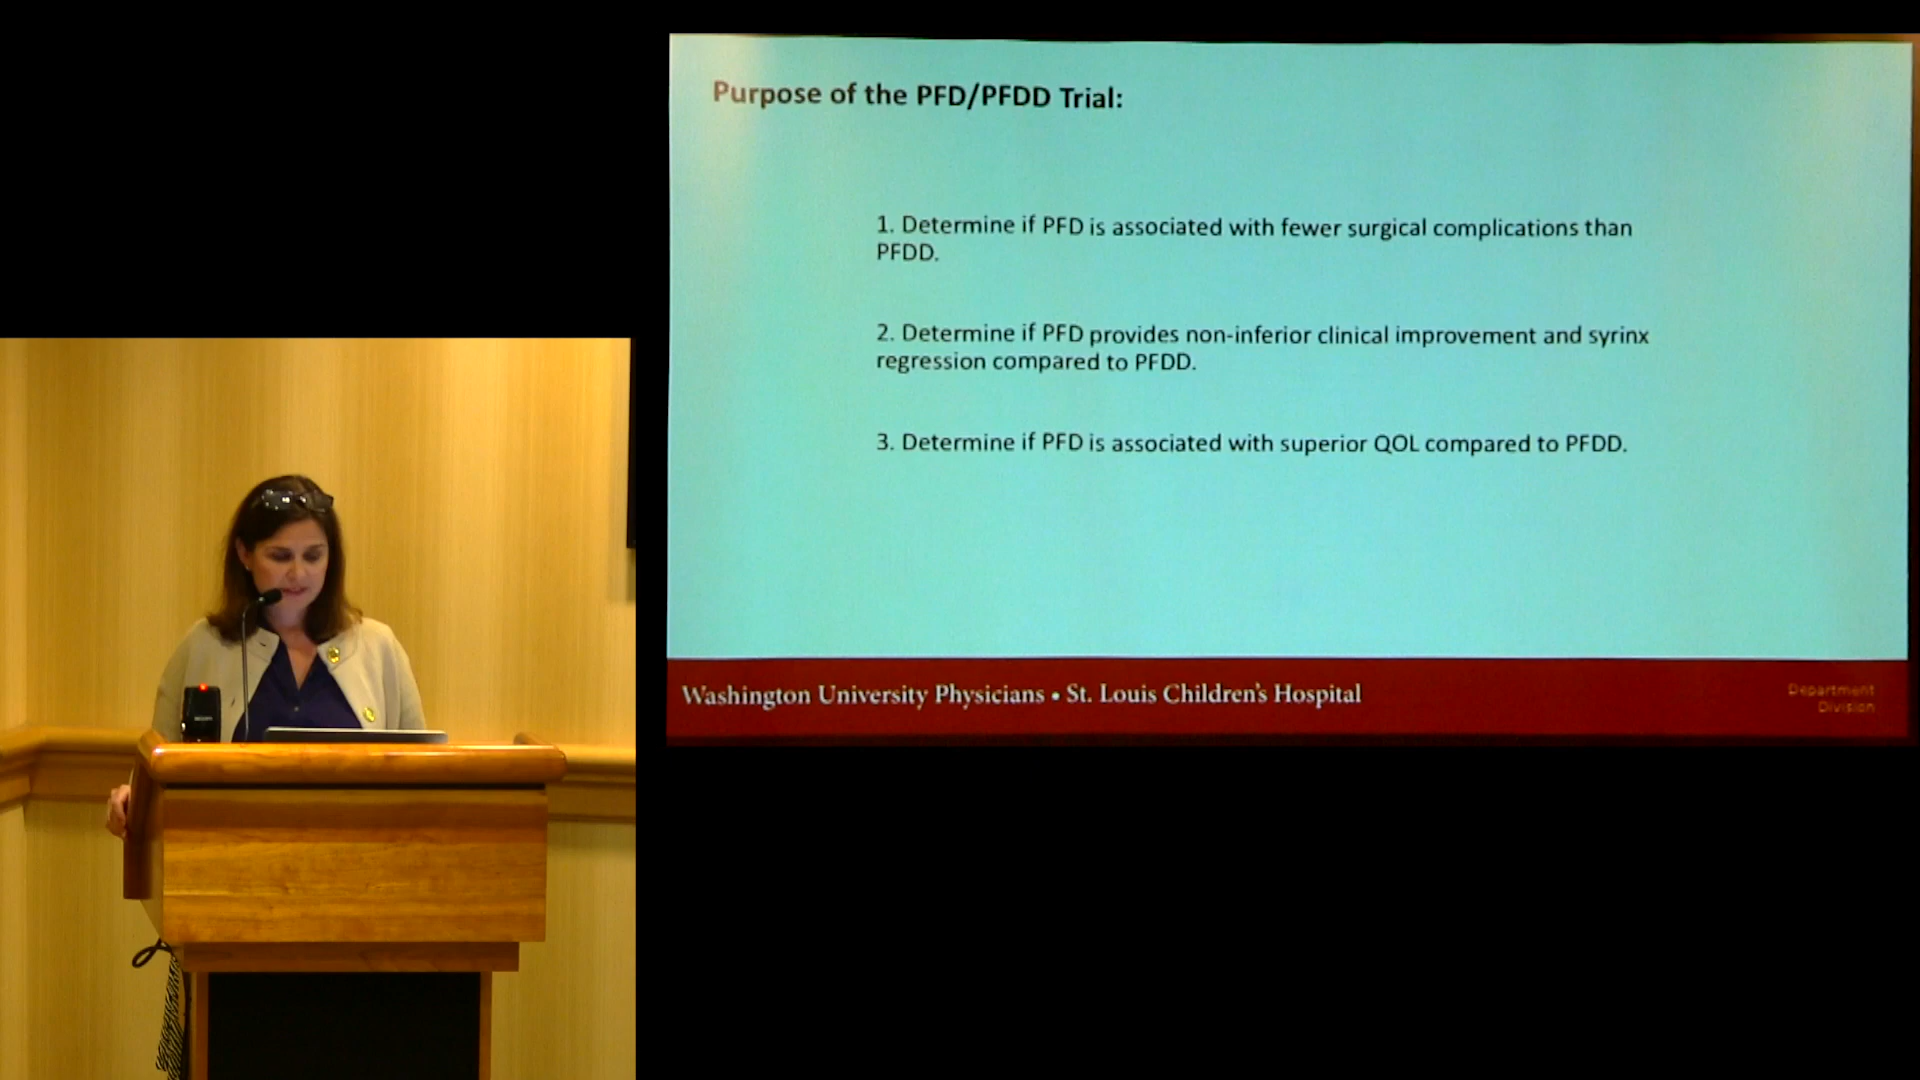 Purpose of the PFD/PFDD Trial:
1. Determine if PFD is associated with fewer surgical complications than
PFDD.
2. Determine if PFD provides non-inferior clinical improvement and syrinx
regression compared to PFDD.
3. Determine if PFD is associated with superior QOL compared to PFDD.
Washington University Physicians • St. Louis Children's Hospital
Department
Division